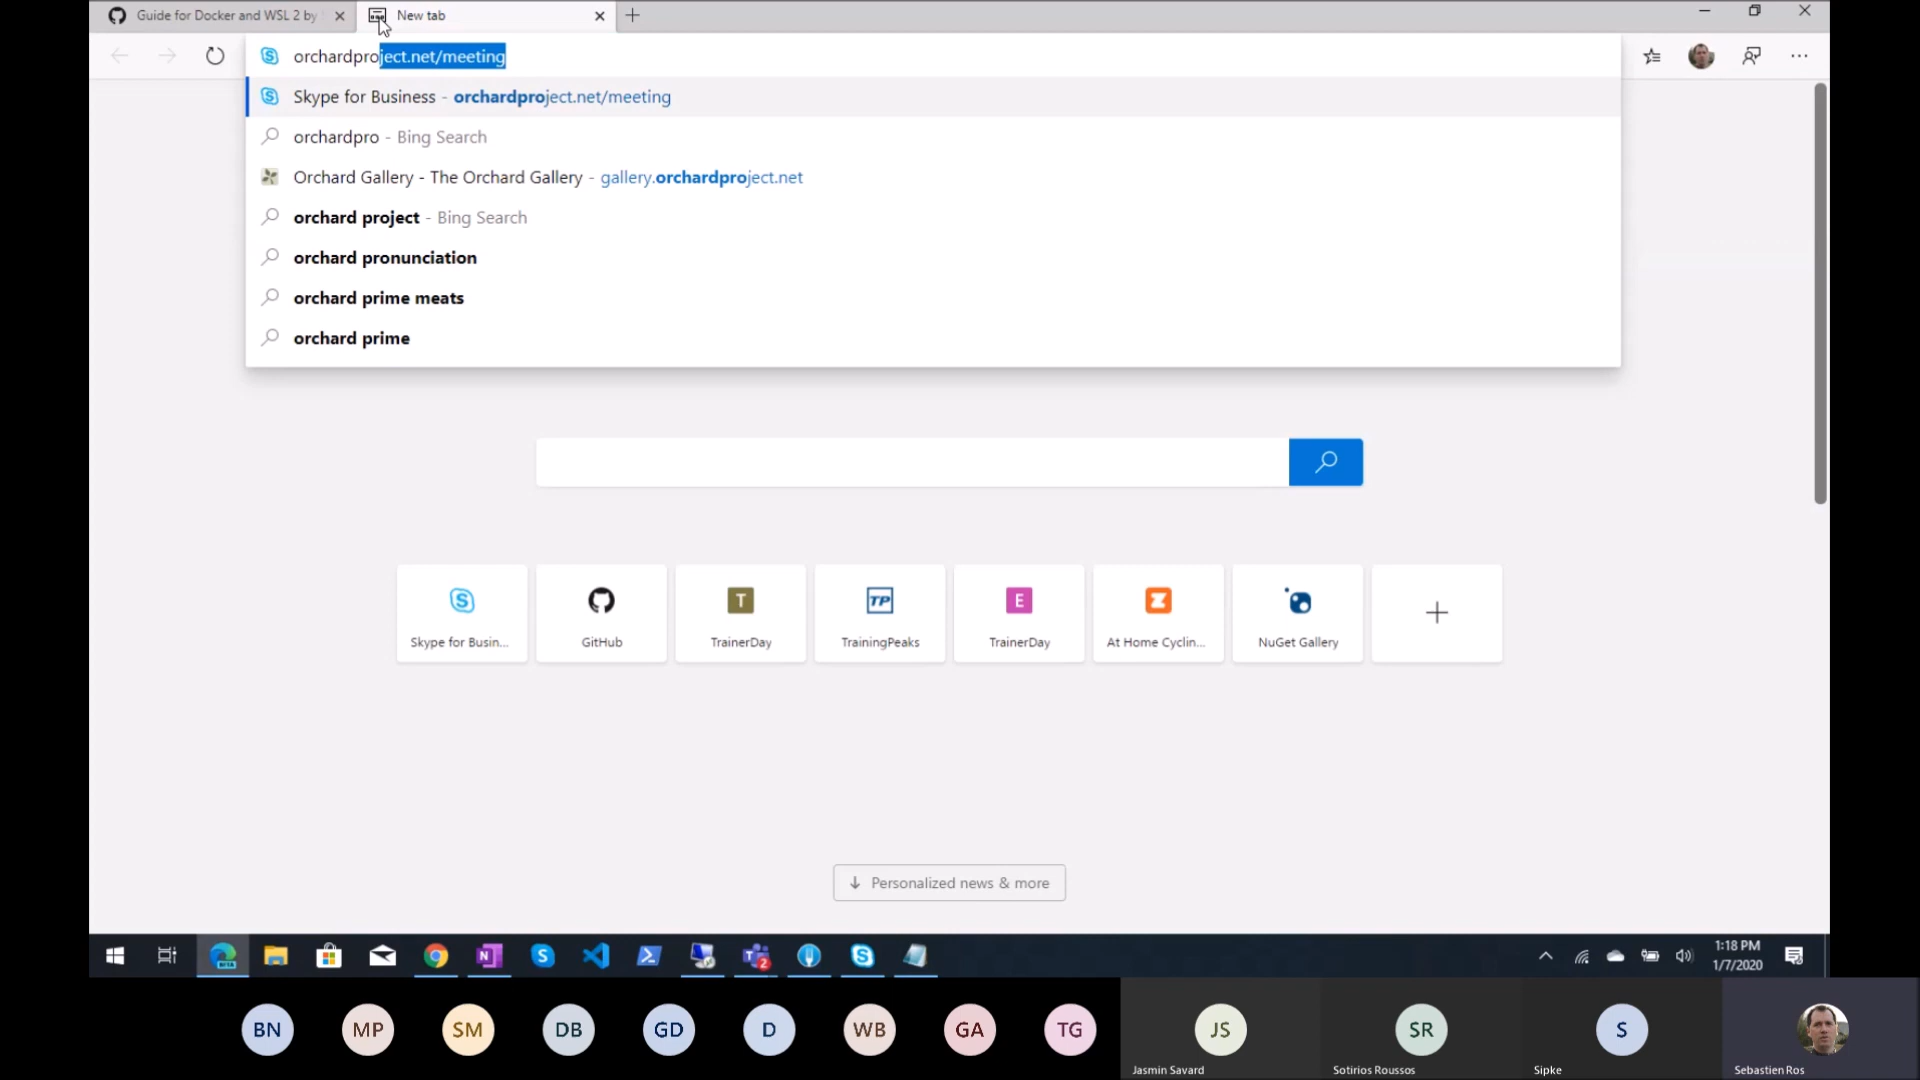 Guide for Docker and WSL 2 by
New tab
orchardproject.net/meeting
Skype for Business - orchardproject.net/meeting
orchardpro - Bing Search
Orchard Gallery - The Orchard Gallery - gallery.orchardproject.net
orchard project - Bing Search
orchard pronunciation
orchard prime meats
orchard prime
Skype for Busin...
GitHub
T
TrainerDay
TP
TrainingPeaks
E
TrainerDay
At Home Cyclin...
NuGet Gallery
Personalized news & more
1:18 PM
1/7/2020
BN
MP
SM
DB
GD
D
WB
GA
TG
JS
SR
S
Jasmin Savard
Sotirios Roussos
Sipke
Sebastien Ros